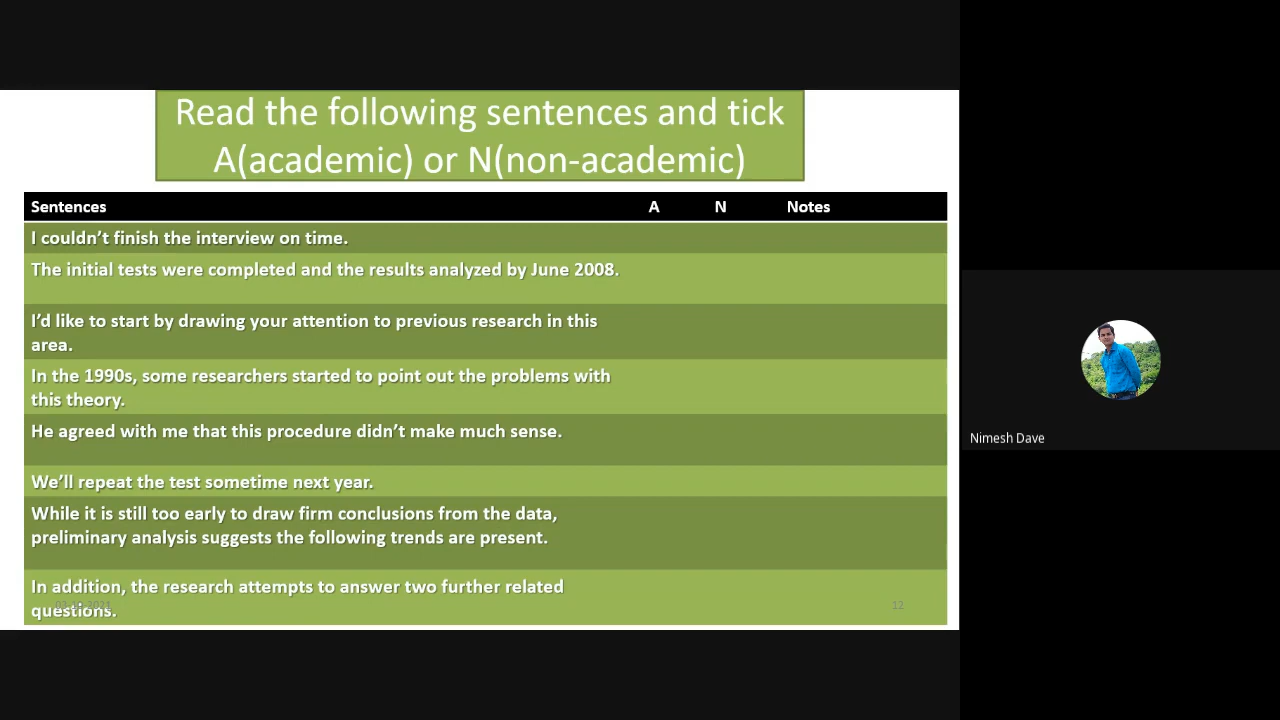 Read the following sentences and tick
A(academic) or N(non-academic)
Sentences A N Notes
I couldn't finish the interview on time.
The initial tests were completed and the results analyzed by June 2008.
I'd like to start by drawing your attention to previous research in this
area.
In the 1990s, some researchers started to point out the problems with
this theory.
He agreed with me that this procedure didn't make much sense.
We'll repeat the test sometime next year.
While it is still too early to draw firm conclusions from the data,
preliminary analysis suggests the following trends are present.
In addition, the research attempts to answer two further related
questions.
12
Nimesh Dave